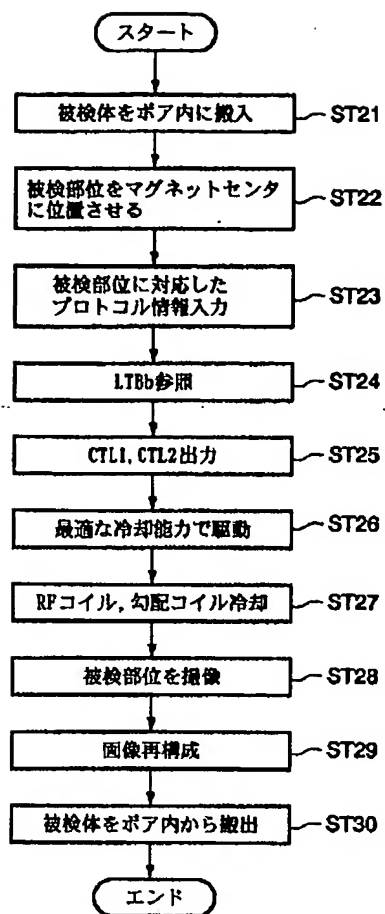 スタート
被検体をボア内に搬入
ST21
被検部位をマグネットセンタ
に位置させる
ST22
被検部位に対応した
プロトコル情報入力
ST23
LTBb参照
ST24
CTL1, CTL2出力
ST25
最適な冷却能力で駆動
ST26
RFコイル, 勾配コイル冷却
ST27
被検部位を撮像
ST28
画像再構成
ST29
被検体をボア内から搬出
ST30
エンド